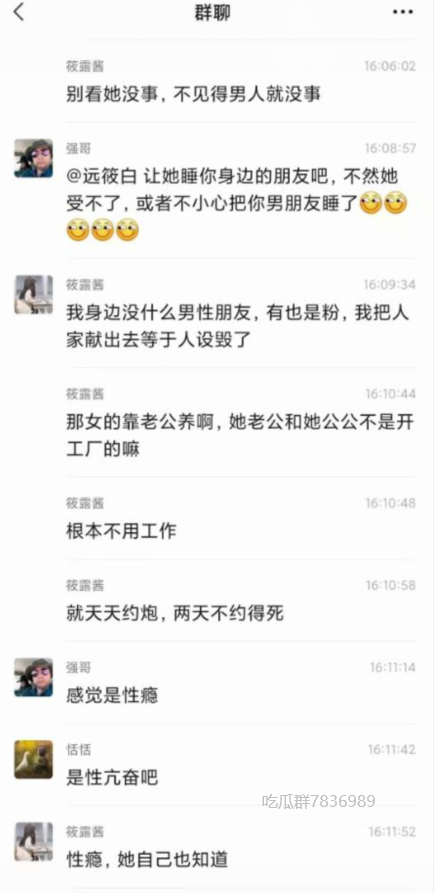 群聊
筱露酱
16:06:02
别看她没事，不见得男人就没事
强哥
16:08:57
@远筱白 让她睡你身边的朋友吧，不然她
受不了，或者不小心把你男朋友睡了
筱露酱
16:09:34
我身边没什么男性朋友，有也是粉，我把人
家献出去等于人设毁了
筱露酱
16:10:44
那女的靠老公养啊，她老公和她公公不是开
工厂的嘛
筱露酱
16:10:48
根本不用工作
筱露酱
16:10:58
就天天约炮，两天不约得死
强哥
16:11:14
感觉是性瘾
恬恬
16:11:42
是性亢奋吧
吃瓜群7836989
筱露酱
16:11:52
性瘾，她自己也知道